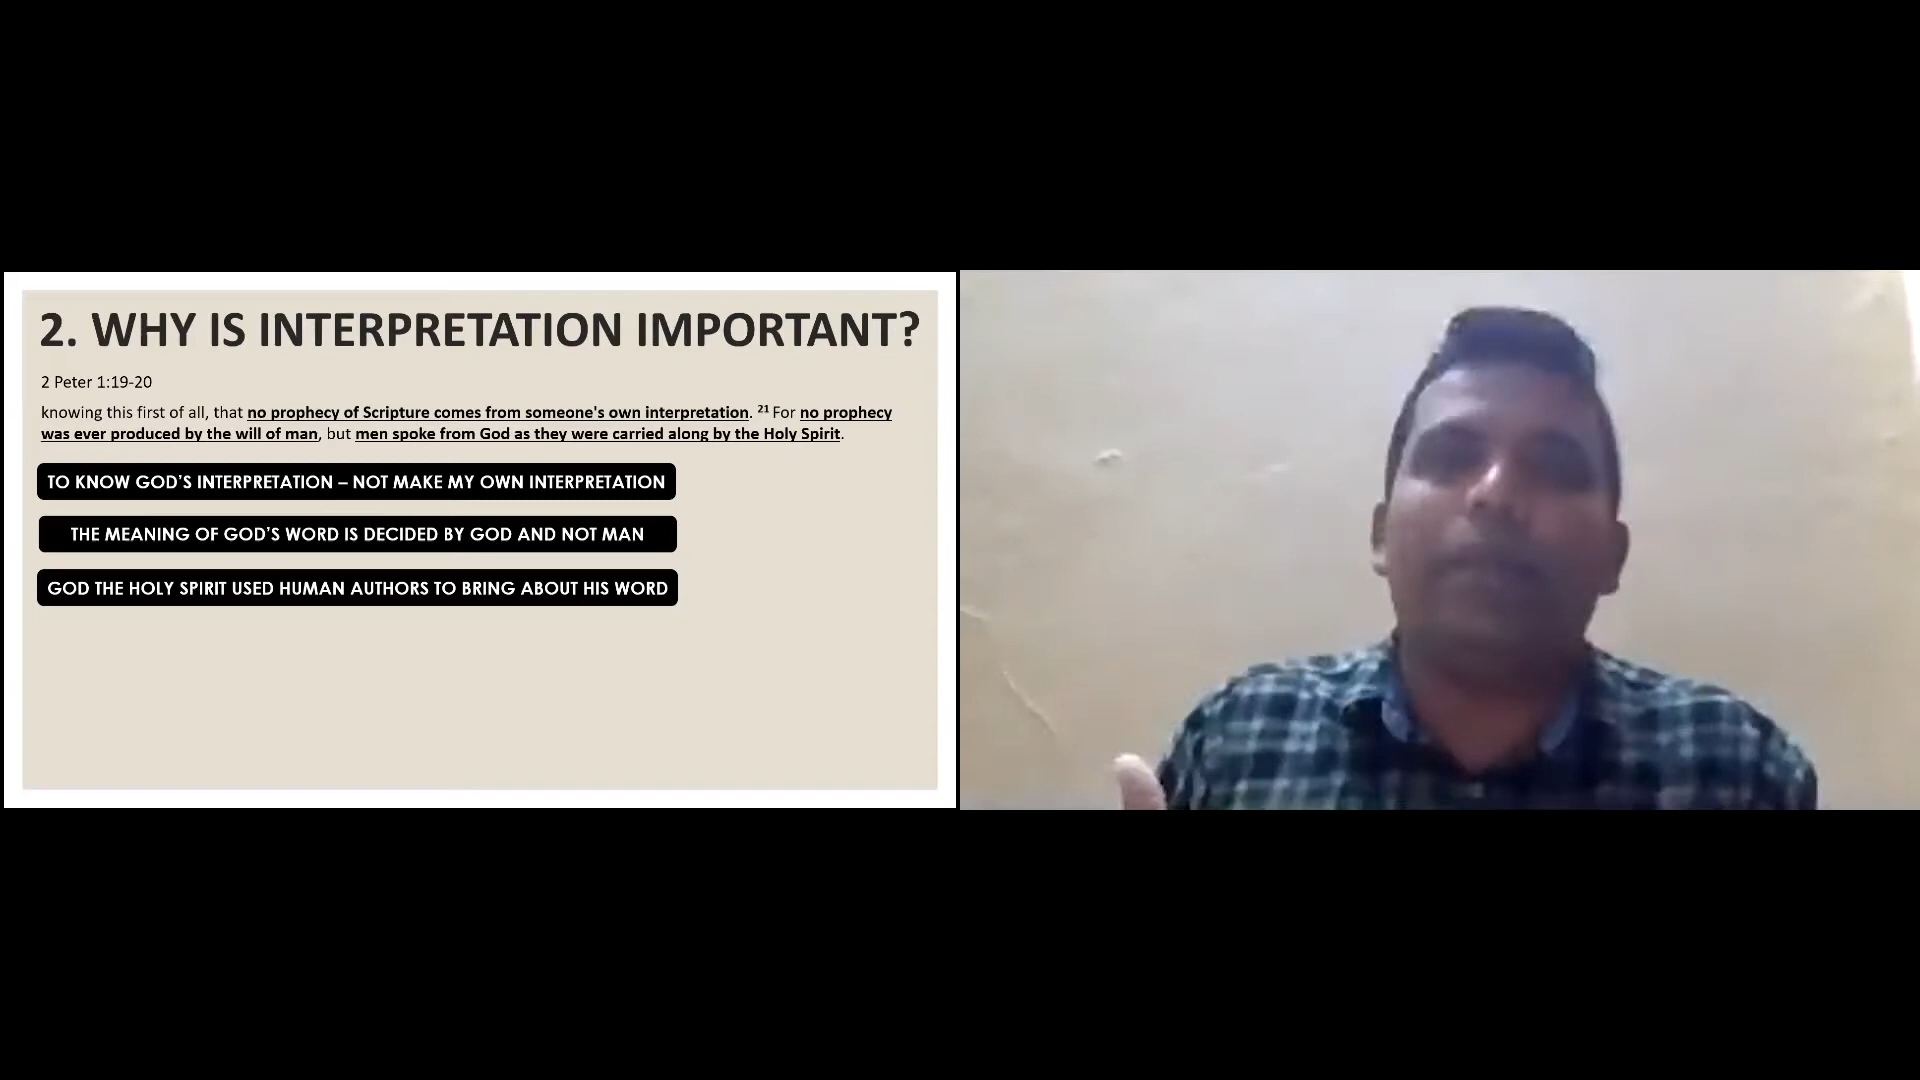 2. WHY IS INTERPRETATION IMPORTANT?
2 Peter 1:19-20
knowing this first of all, that no prophecy of Scripture comes from someone's own interpretation. 21 For no prophecy
was ever produced by the will of man, but men spoke from God as they were carried along by the Holy Spirit.
TO KNOW GOD’S INTERPRETATION – NOT MAKE MY OWN INTERPRETATION
THE MEANING OF GOD’S WORD IS DECIDED BY GOD AND NOT MAN
GOD THE HOLY SPIRIT USED HUMAN AUTHORS TO BRING ABOUT HIS WORD